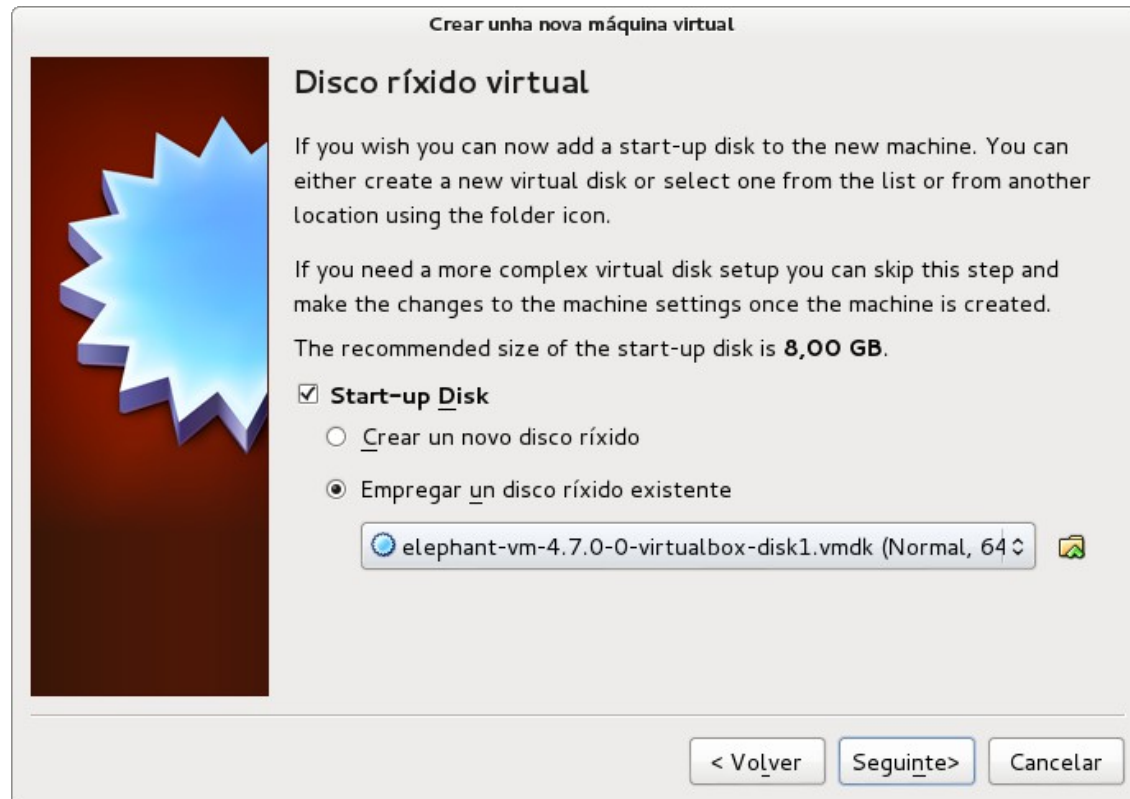 Crear unha nova máquina virtual
Disco ríxido virtual
If you wish you can now add a start-up disk to the new machine. You can
either create a new virtual disk or select one from the list or from another
location using the folder icon.
If you need a more complex virtual disk setup you can skip this step and
make the changes to the machine settings once the machine is created.
The recommended size of the start-up disk is 8,00 GB.
Start-up Disk
Crear un novo disco ríxido
Empregar un disco ríxido existente
elephant-vm-4.7.0-0-virtualbox-disk1.vmdk (Normal, 64
< Volver Seguinte> Cancelar